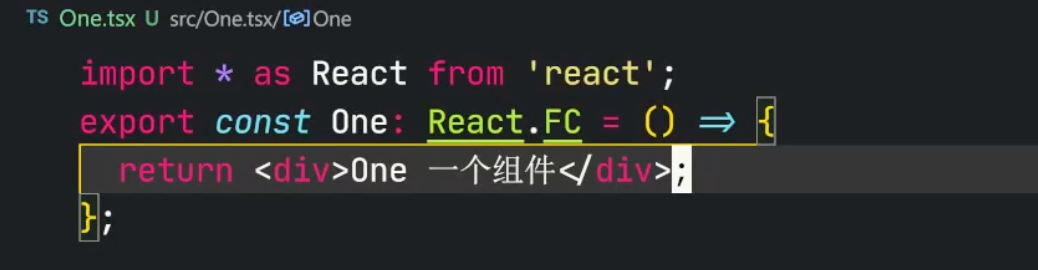 TS One.tsx U src/One.tsx/One
import * as React from 'react';
export const One: React.FC = () => {
return <div>One 一个组件</div>;
};